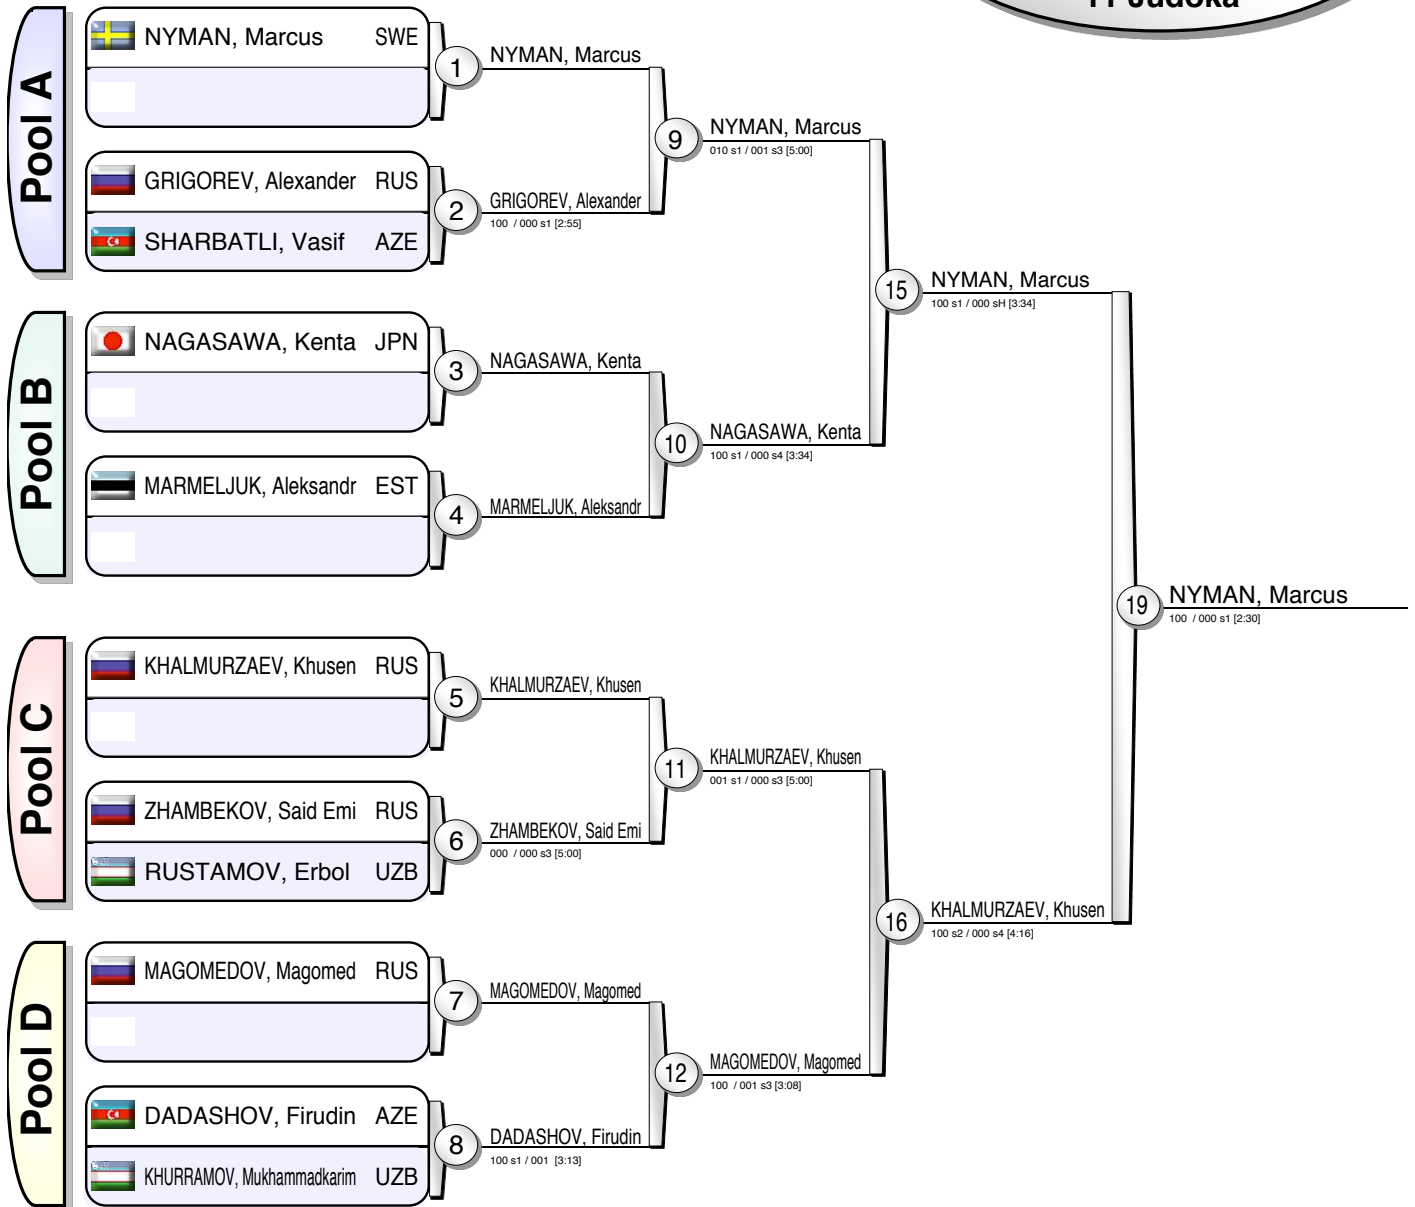 11 Judoka
Pool A
NYMAN, Marcus SWE
GRIGOREV, Alexander RUS
SHARBATLI, Vasif AZE
Pool B
NAGASAWA, Kenta JPN
MARMELJUK, Aleksandr EST
Pool C
KHALMURZAEV, Khusen RUS
ZHAMBEKOV, Said Emi RUS
RUSTAMOV, Erbol UZB
Pool D
MAGOMEDOV, Magomed RUS
DADASHOV, Firudin AZE
KHURRAMOV, Mukhammadkarim UZB
1
NYMAN, Marcus
2
GRIGOREV, Alexander
100 / 000 s1 [2:55]
3
NAGASAWA, Kenta
4
MARMELJUK, Aleksandr
5
KHALMURZAEV, Khusen
6
ZHAMBEKOV, Said Emi
000 / 000 s3 [5:00]
7
MAGOMEDOV, Magomed
8
DADASHOV, Firudin
100 s1 / 001 [3:13]
9
NYMAN, Marcus
010 s1 / 001 s3 [5:00]
10
NAGASAWA, Kenta
100 s1 / 000 s4 [3:34]
11
KHALMURZAEV, Khusen
001 s1 / 000 s3 [5:00]
12
MAGOMEDOV, Magomed
100 / 001 s3 [3:08]
15
NYMAN, Marcus
100 s1 / 000 sH [3:34]
16
KHALMURZAEV, Khusen
100 s2 / 000 s4 [4:16]
19
NYMAN, Marcus
100 / 000 s1 [2:30]